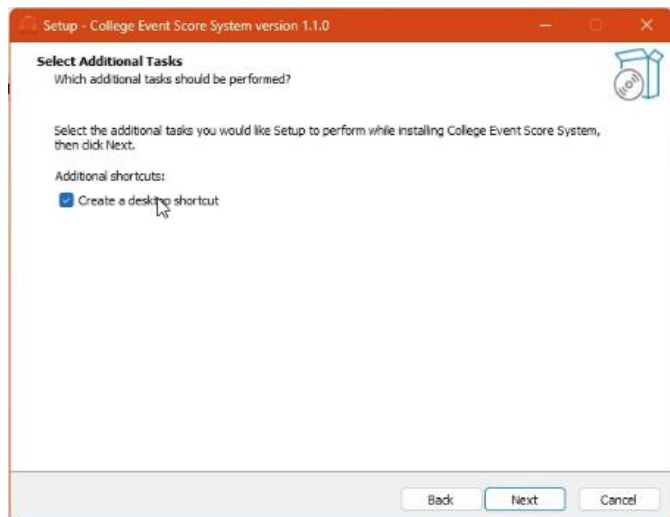 Setup - College Event Score System version 1.1.0
Select Additional Tasks
Which additional tasks should be performed?
Select the additional tasks you would like Setup to perform while installing College Event Score System,
then click Next.
Additional shortcuts:
Create a desktop shortcut
Back Next Cancel